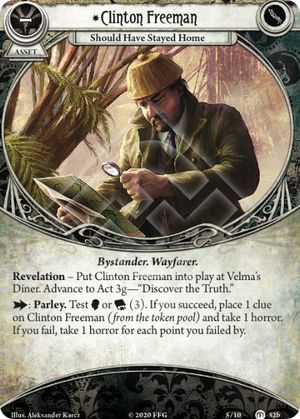 Clinton Freeman
Should Have Stayed Home
ASSET
Bystander. Wayfarer.
Revelation – Put Clinton Freeman into play at Velma's
Diner. Advance to Act 3g—“Discover the Truth.”
: Parley. Test or (3). If you succeed, place 1 clue
on Clinton Freeman (from the token pool) and take 1 horror.
If you fail, take 1 horror for each point you failed by.
Illus. Aleksander Karcz
© 2020 FFG
5/10
32b